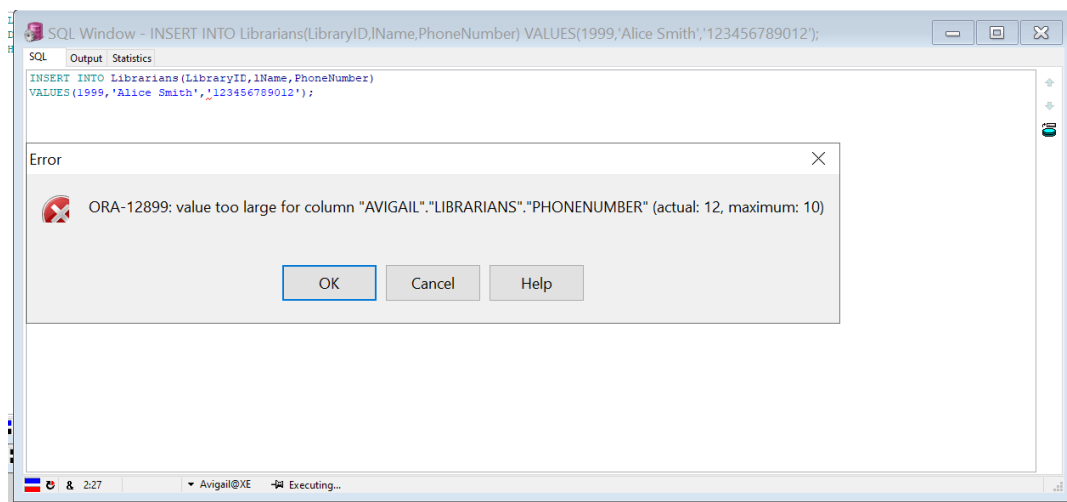 SQL Window - INSERT INTO Librarians(LibraryID,lName,PhoneNumber) VALUES(1999,'Alice Smith','123456789012');
SQL Output Statistics
INSERT INTO Librarians(LibraryID,lName,PhoneNumber)
VALUES(1999,'Alice Smith','123456789012');
Error
ORA-12899: value too large for column "AVIGAIL"."LIBRARIANS"."PHONENUMBER" (actual: 12, maximum: 10)
OK Cancel Help
& 2:27 Avigail@XE Executing...